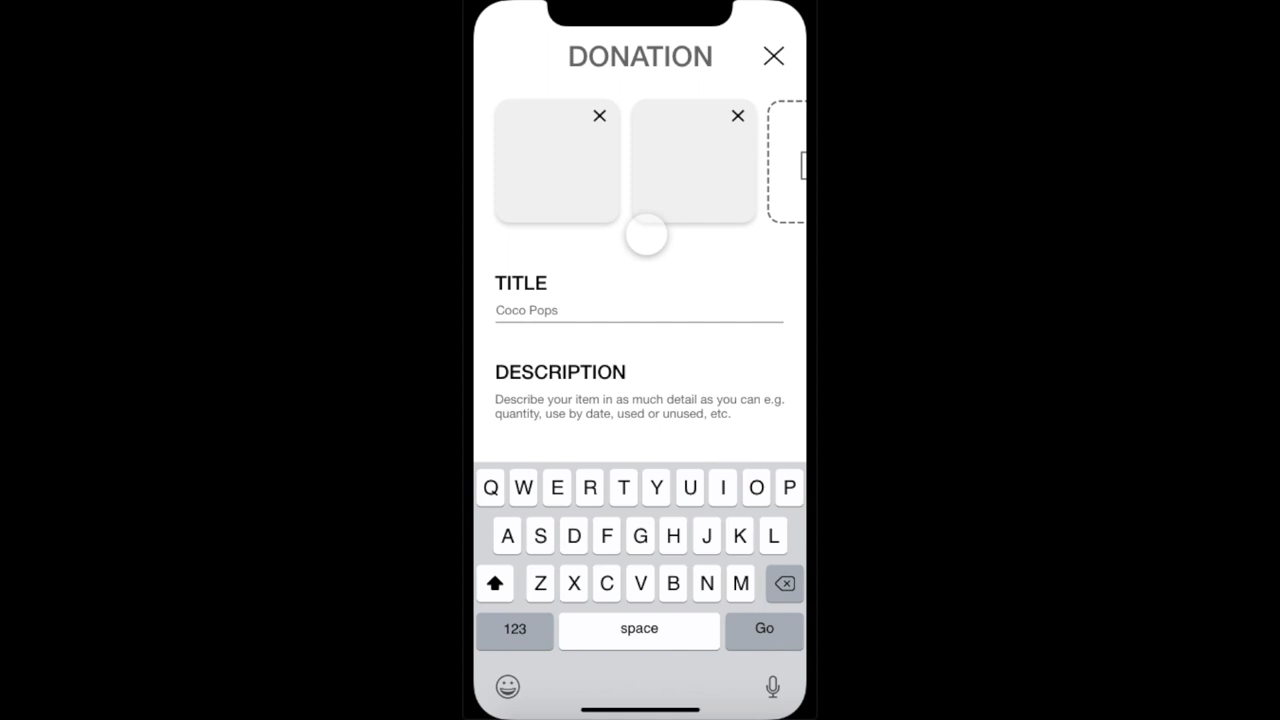 DONATION
TITLE
Coco Pops
DESCRIPTION
Describe your item in as much detail as you can e.g.
quantity, use by date, used or unused, etc.
Q W E R T Y U I O P
A S D F G H J K L
Z X C V B N M
123 space Go